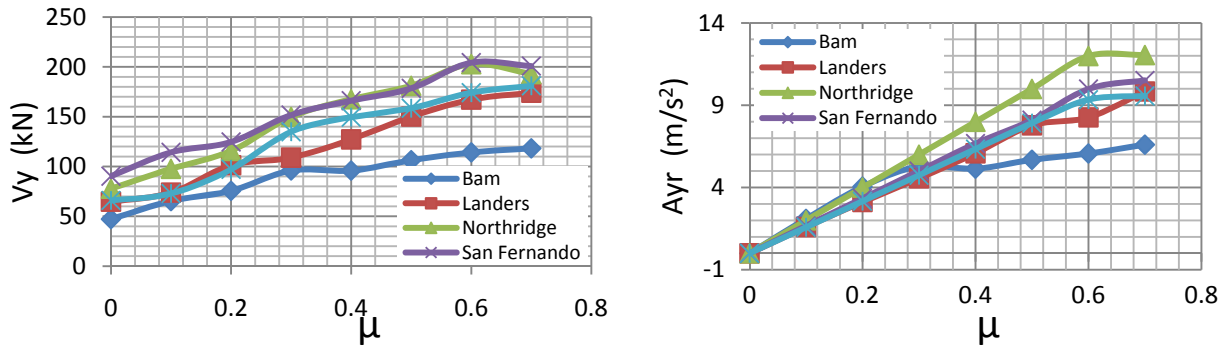 250
200
150
100
50
0
Vy (kN)
0
0.2
0.4
0.6
0.8
μ
Bam
Landers
Northridge
San Fernando
14
9
4
-1
Ayr (m/s²)
0
0.2
0.4
0.6
0.8
μ
Bam
Landers
Northridge
San Fernando